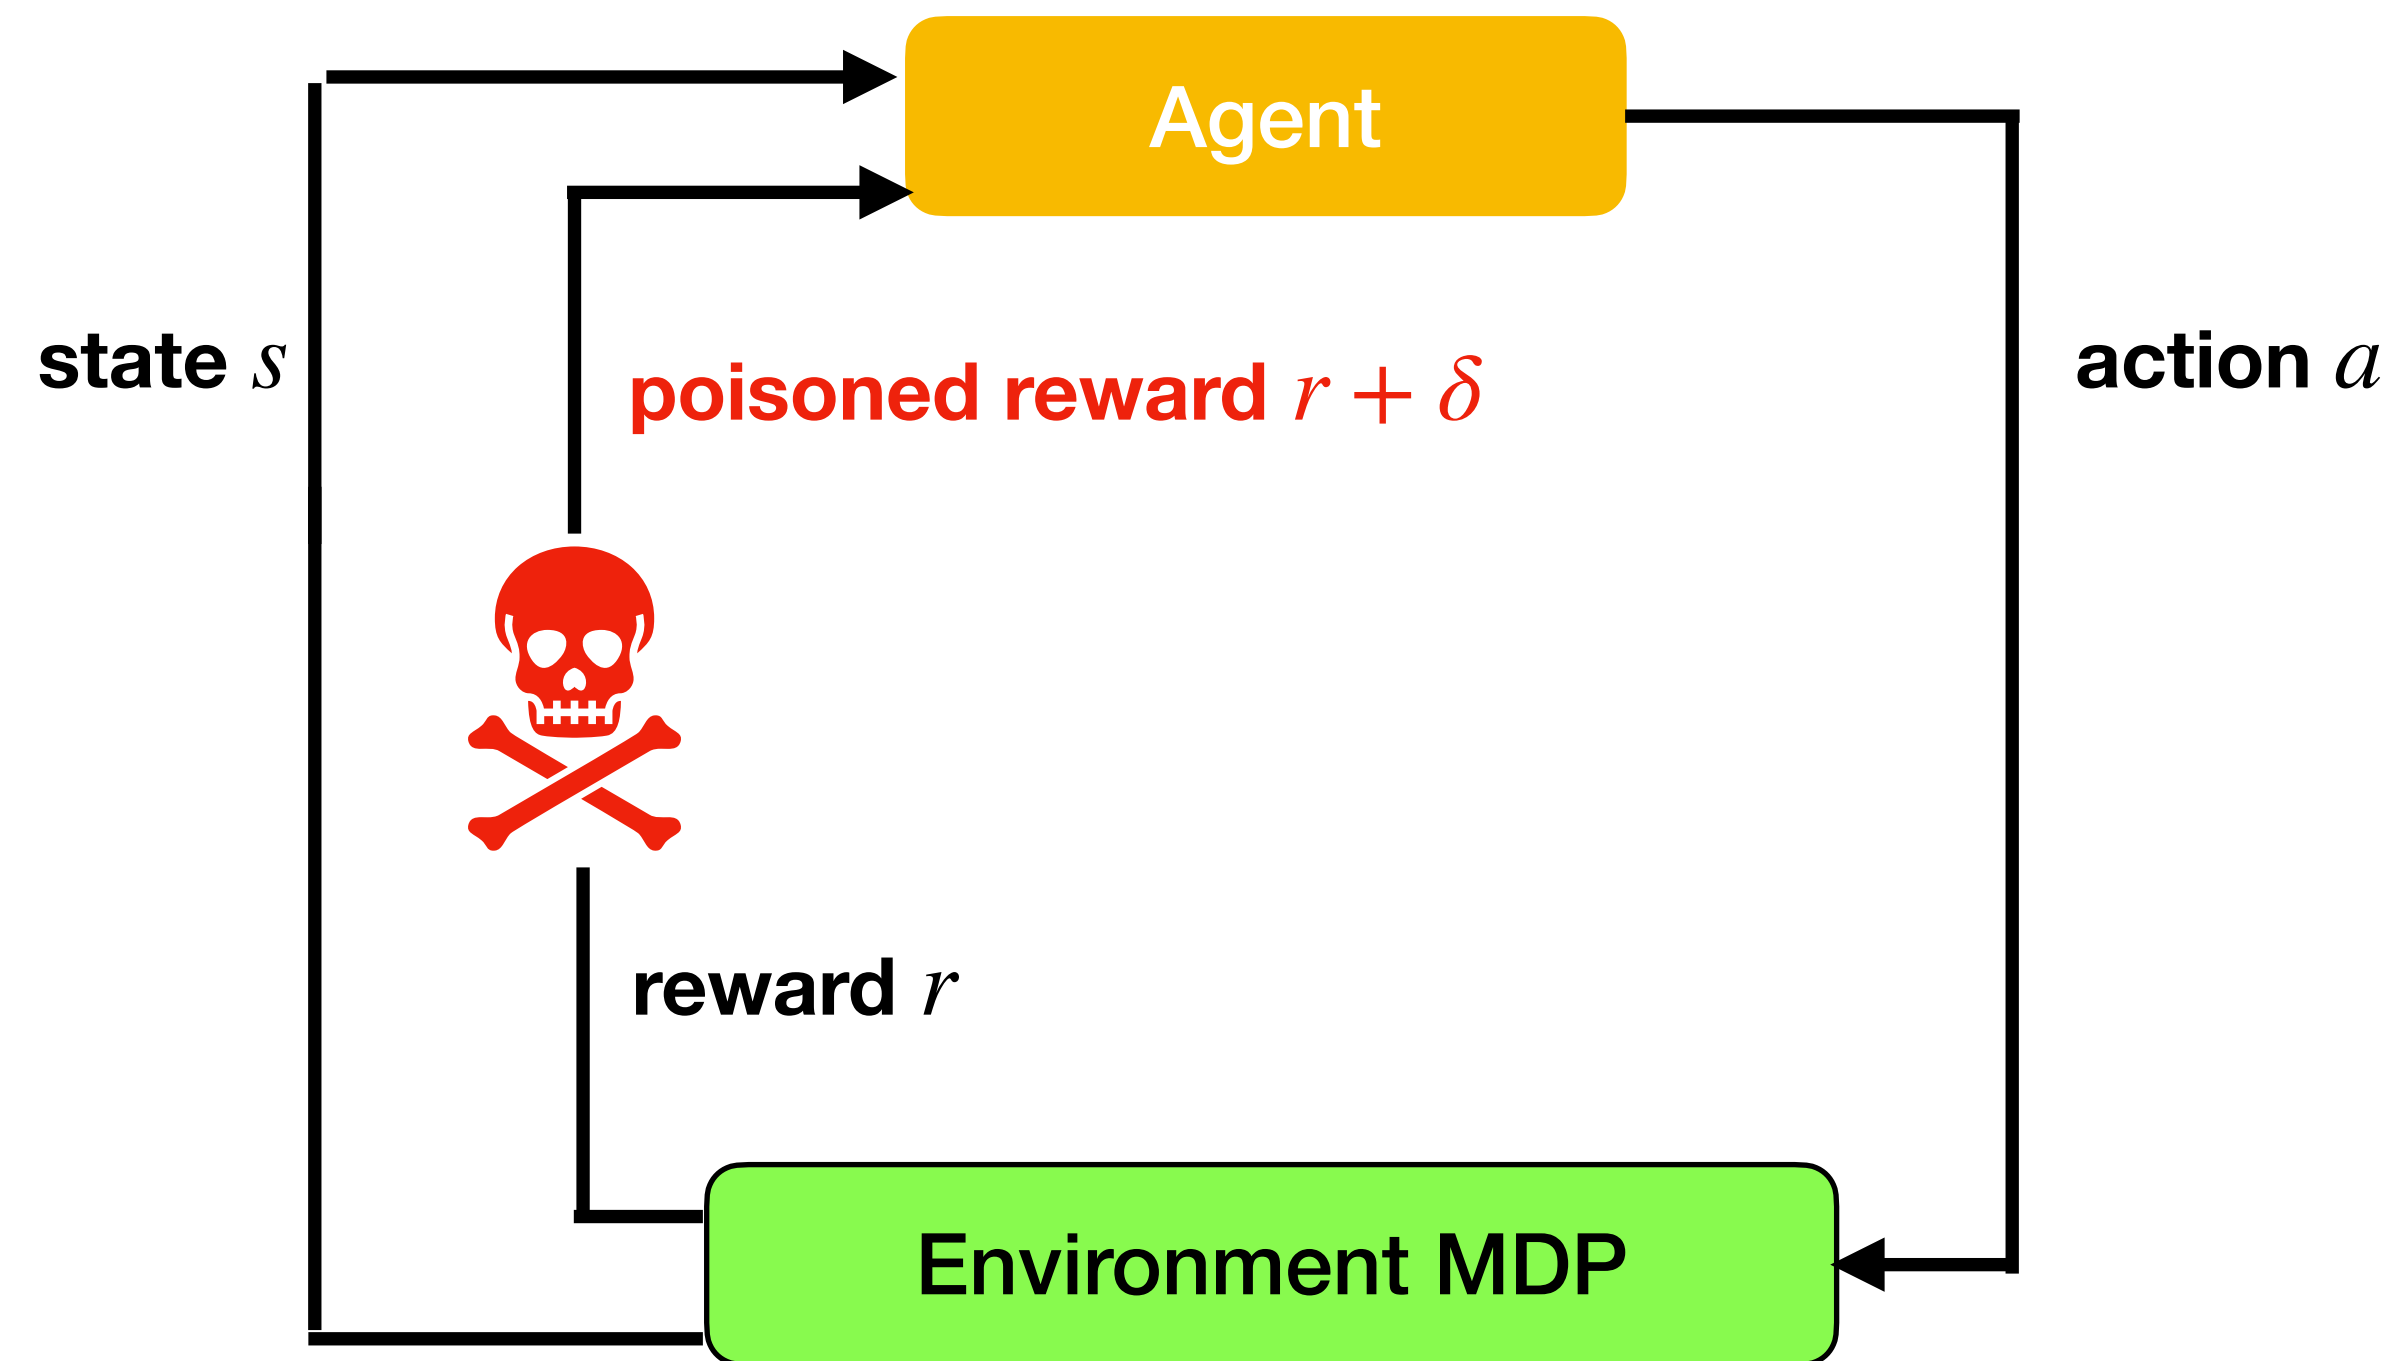 Agent
state s
poisoned reward r + δ
action a
reward r
Environment MDP